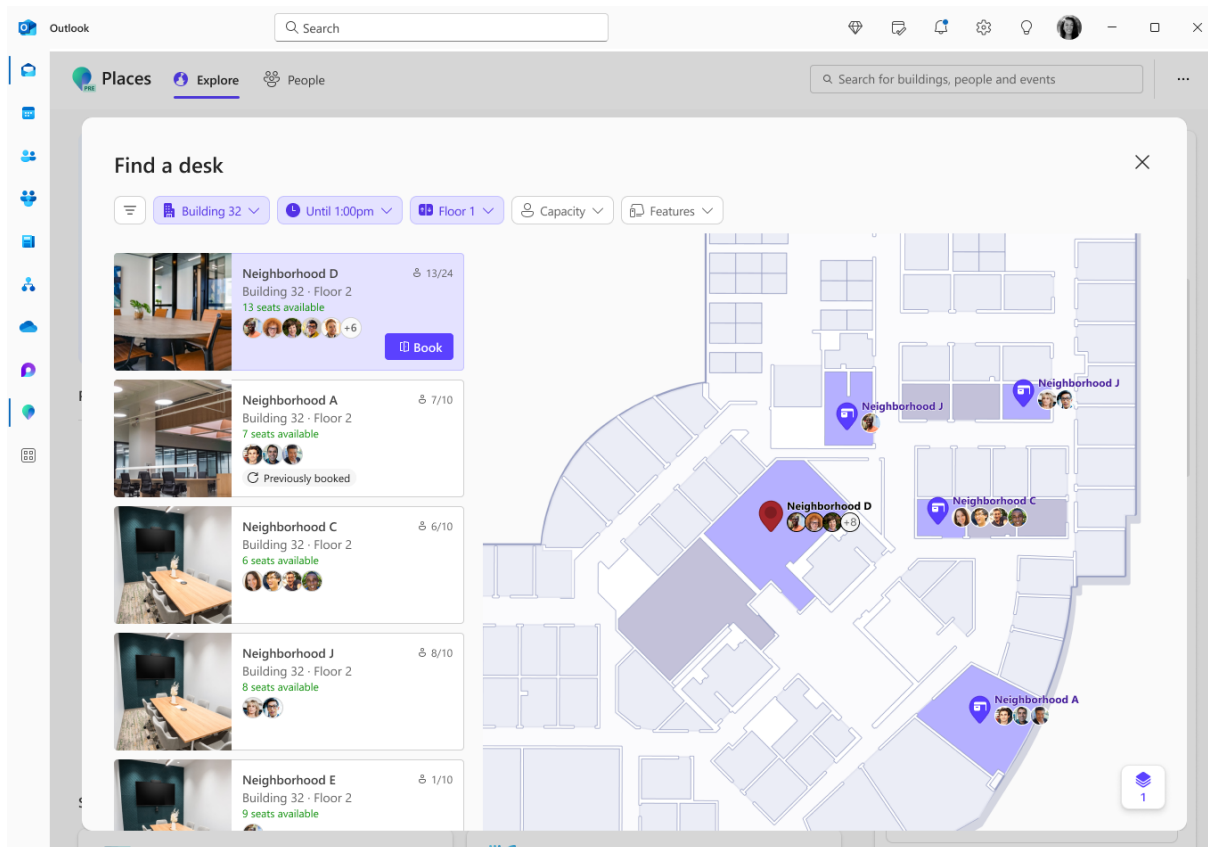 Outlook
Search
Places
PRE
Explore
People
Search for buildings, people and events
Find a desk
Building 32
Until 1:00pm
Floor 1
Capacity
Features
Neighborhood D
13/24
Building 32 · Floor 2
13 seats available
+6
Book
Neighborhood A
7/10
Building 32 · Floor 2
7 seats available
Previously booked
Neighborhood C
6/10
Building 32 · Floor 2
6 seats available
Neighborhood J
8/10
Building 32 · Floor 2
8 seats available
Neighborhood E
1/10
Building 32 · Floor 2
9 seats available
Neighborhood J
Neighborhood J
Neighborhood C
Neighborhood D
+8
Neighborhood A
1